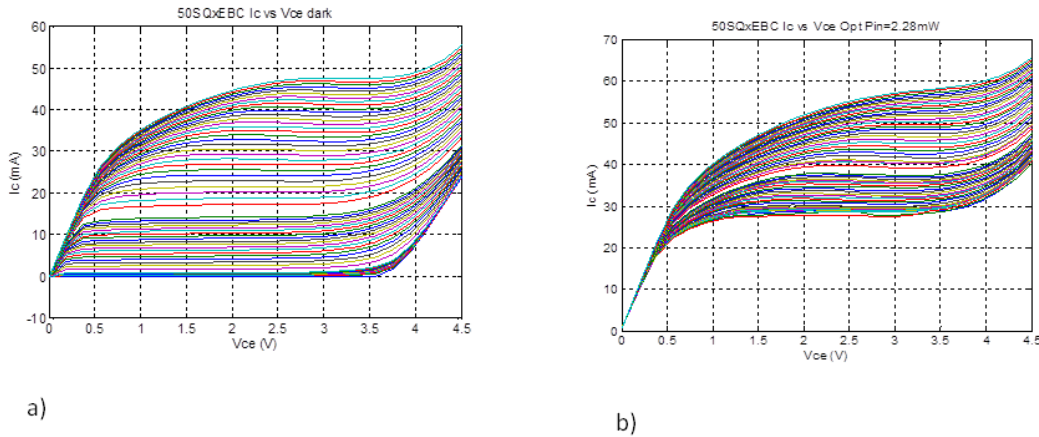 50SQxEBC Ic vs Vce dark
60
50
40
30
20
10
0
-10
Ic (mA)
0 0.5 1 1.5 2 2.5 3 3.5 4 4.5
Vce (V)
a)
50SQxEBC Ic vs Vce Opt Pin=2.28mW
70
60
50
40
30
20
10
0
Ic (mA)
0 0.5 1 1.5 2 2.5 3 3.5 4 4.5
Vce (V)
b)